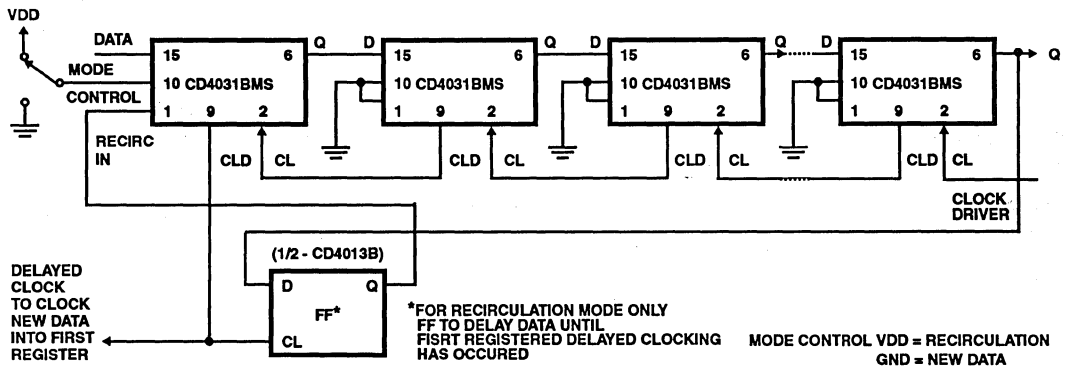 VDD
DATA
MODE
CONTROL
RECIRC
IN
15 6
10 CD4031BMS
1 9 2
Q D
15 6
10 CD4031BMS
1 9 2
Q D
15 6
10 CD4031BMS
1 9 2
Q D
15 6
10 CD4031BMS
1 9 2
Q
CLD CL
CLD CL
CLD CL
CLOCK
DRIVER
(1/2 - CD4013B)
D Q
FF*
CL
DELAYED
CLOCK
TO CLOCK
NEW DATA
INTO FIRST
REGISTER
*FOR RECIRCULATION MODE ONLY
FF TO DELAY DATA UNTIL
FISRT REGISTERED DELAYED CLOCKING
HAS OCCURED
MODE CONTROL VDD = RECIRCULATION
GND = NEW DATA